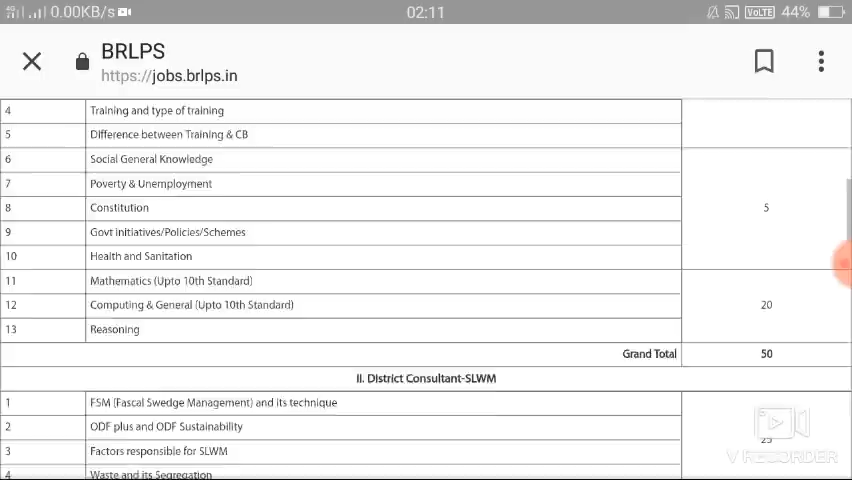 4G 0.00KB/s 02:11 VoLTE 44%
BRLPS
https://jobs.brlps.in
4 Training and type of training
5 Difference between Training & CB
6 Social General Knowledge
7 Poverty & Unemployment
8 Constitution 5
9 Govt initiatives/Policies/Schemes
10 Health and Sanitation
11 Mathematics (Upto 10th Standard)
12 Computing & General (Upto 10th Standard) 20
13 Reasoning
Grand Total 50
II. District Consultant-SLWM
1 FSM (Fascal Swedge Management) and its technique
2 ODF plus and ODF Sustainability 25
3 Factors responsible for SLWM
4 Waste and its Segregation
V RECORDER